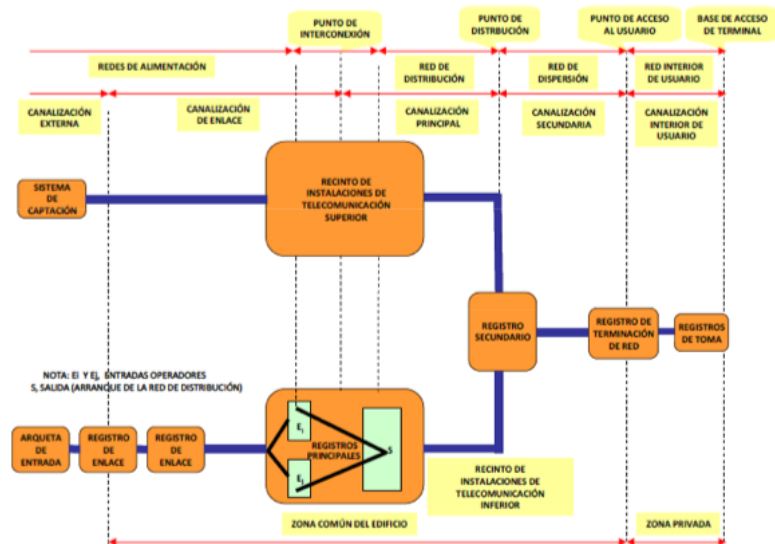 PUNTO DE
INTERCONEXIÓN
PUNTO DE
DISTRBUCIÓN
PUNTO DE ACCESO
AL USUARIO
BASE DE ACCESO
DE TERMINAL
REDES DE ALIMENTACIÓN
RED DE
DISTRIBUCIÓN
RED DE
DISPERSIÓN
RED INTERIOR
DE USUARIO
CANALIZACIÓN
EXTERNA
CANALIZACIÓN
DE ENLACE
CANALIZACIÓN
PRINCIPAL
CANALIZACIÓN
SECUNDARIA
CANALIZACIÓN
INTERIOR DE
USUARIO
SISTEMA
DE
CAPTACIÓN
RECINTO DE
INSTALACIONES DE
TELECOMUNICACIÓN
SUPERIOR
REGISTRO
SECUNDARIO
REGISTRO DE
TERMINACIÓN
DE RED
REGISTROS
DE TOMA
NOTA: Ei Y Ej, ENTRADAS OPERADORES
S, SALIDA (ARRANQUE DE LA RED DE DISTRIBUCIÓN)
ARQUETA
DE
ENTRADA
REGISTRO
DE
ENLACE
REGISTRO
DE
ENLACE
Ei
REGISTROS
PRINCIPALES
S
Ej
RECINTO DE
INSTALACIONES DE
TELECOMUNICACIÓN
INFERIOR
ZONA COMÚN DEL EDIFICIO
ZONA PRIVADA